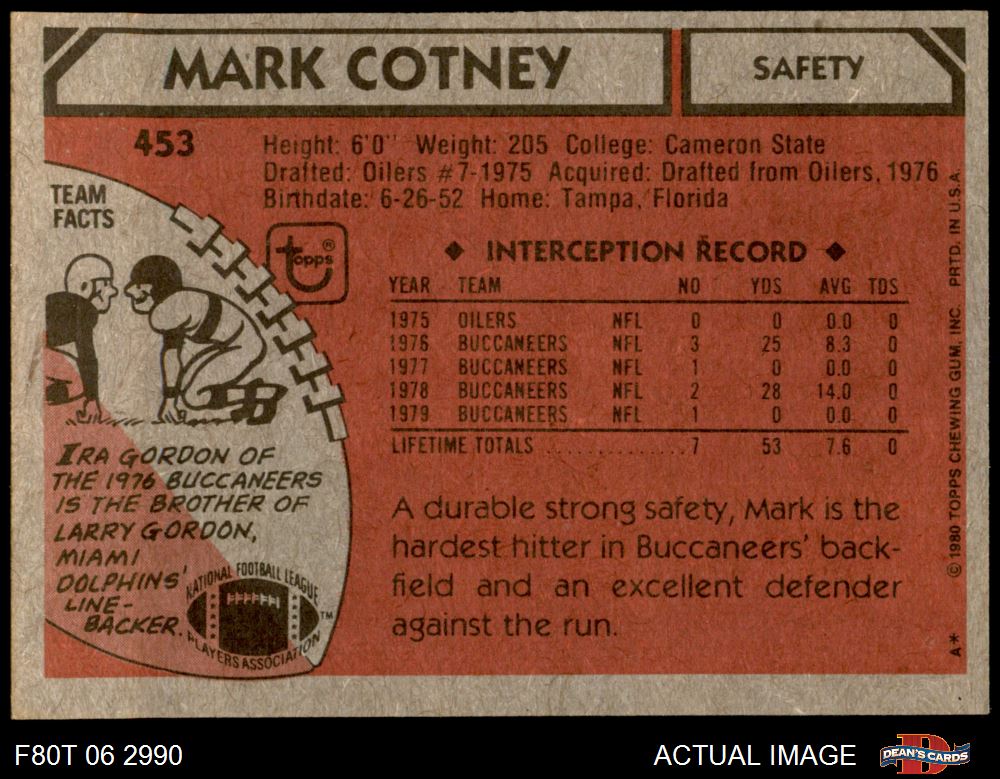 MARK COTNEY
SAFETY
453
Height: 6'0" Weight: 205 College: Cameron State
Drafted: Oilers #7-1975 Acquired: Drafted from Oilers, 1976
Birthdate: 6-26-52 Home: Tampa, Florida
TEAM
FACTS
topps ®
◆ INTERCEPTION RECORD ◆
YEAR TEAM NO YDS AVG TDS
1975 OILERS NFL 0 0 0.0 0
1976 BUCCANEERS NFL 3 25 8.3 0
1977 BUCCANEERS NFL 1 0 0.0 0
1978 BUCCANEERS NFL 2 28 14.0 0
1979 BUCCANEERS NFL 1 0 0.0 0
LIFETIME TOTALS .............. 7 53 7.6 0
IRA GORDON OF
THE 1976 BUCCANEERS
IS THE BROTHER OF
LARRY GORDON,
MIAMI
DOLPHINS'
LINE-
BACKER.
NATIONAL FOOTBALL LEAGUE
PLAYERS ASSOCIATION
TM
A durable strong safety, Mark is the
hardest hitter in Buccaneers' back-
field and an excellent defender
against the run.
A* © 1980 TOPPS CHEWING GUM, INC. PRTD. IN U.S.A.
F80T 06 2990
ACTUAL IMAGE
D
DEAN'S CARDS